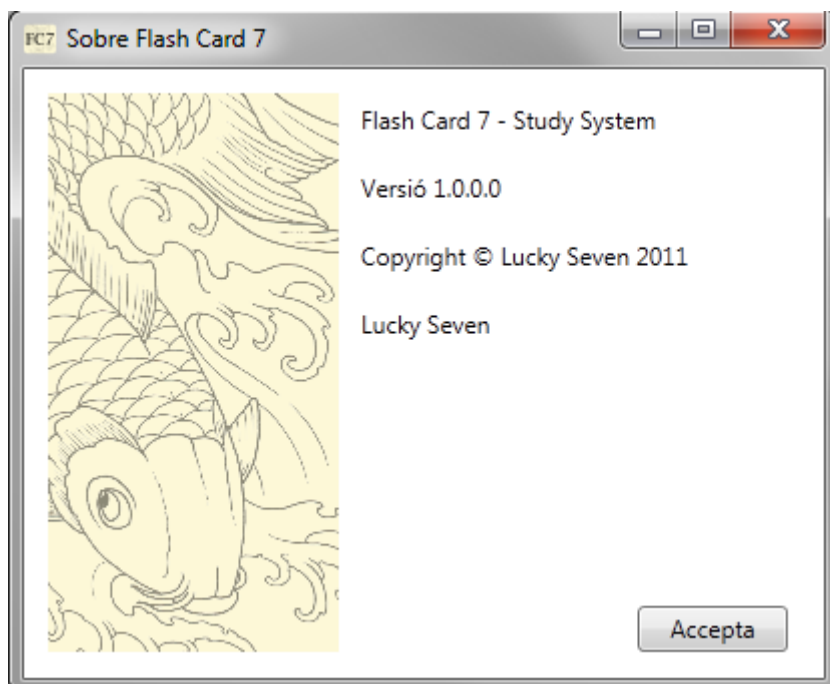 FC7 Sobre Flash Card 7
Flash Card 7 - Study System
Versió 1.0.0.0
Copyright © Lucky Seven 2011
Lucky Seven
Accepta